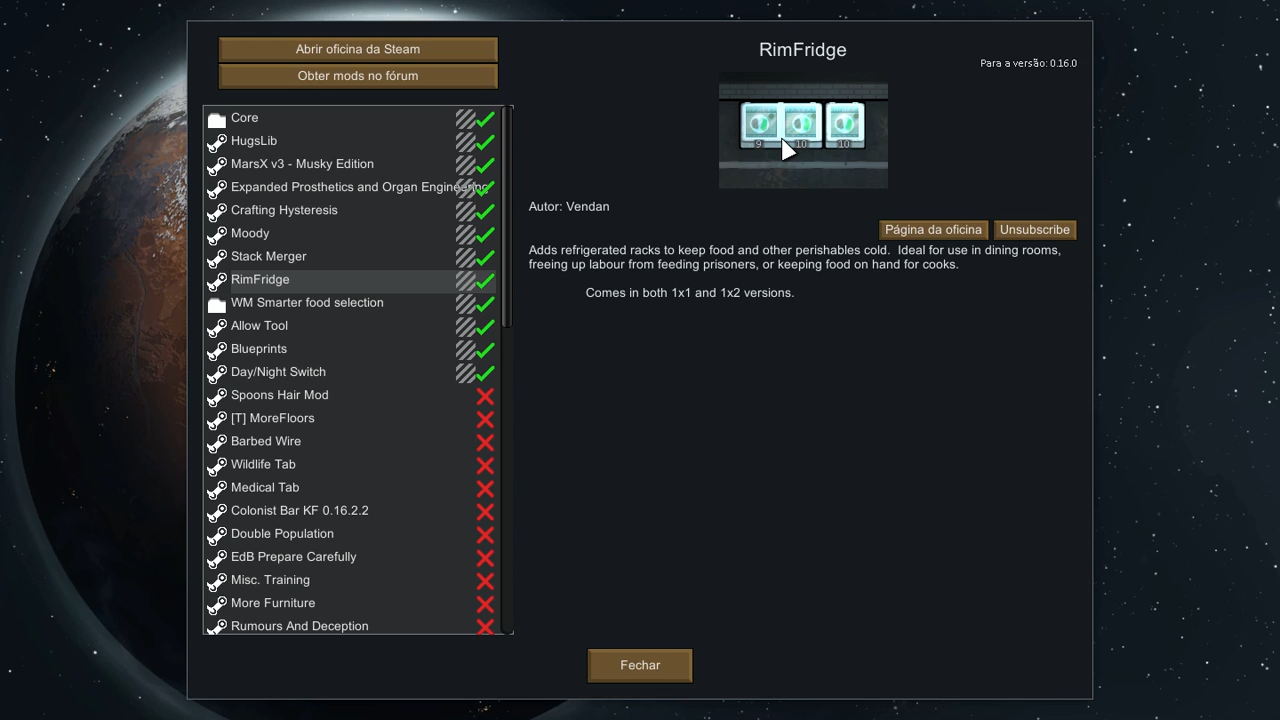 Abrir oficina da Steam
Obter mods no fórum
Core
HugsLib
MarsX v3 - Musky Edition
Expanded Prosthetics and Organ Engineering
Crafting Hysteresis
Moody
Stack Merger
RimFridge
WM Smarter food selection
Allow Tool
Blueprints
Day/Night Switch
Spoons Hair Mod
[T] MoreFloors
Barbed Wire
Wildlife Tab
Medical Tab
Colonist Bar KF 0.16.2.2
Double Population
EdB Prepare Carefully
Misc. Training
More Furniture
Rumours And Deception
RimFridge
Para a versão: 0.16.0
9 10 10
Autor: Vendan
Página da oficina
Unsubscribe
Adds refrigerated racks to keep food and other perishables cold.  Ideal for use in dining rooms,
freeing up labour from feeding prisoners, or keeping food on hand for cooks.
Comes in both 1x1 and 1x2 versions.
Fechar